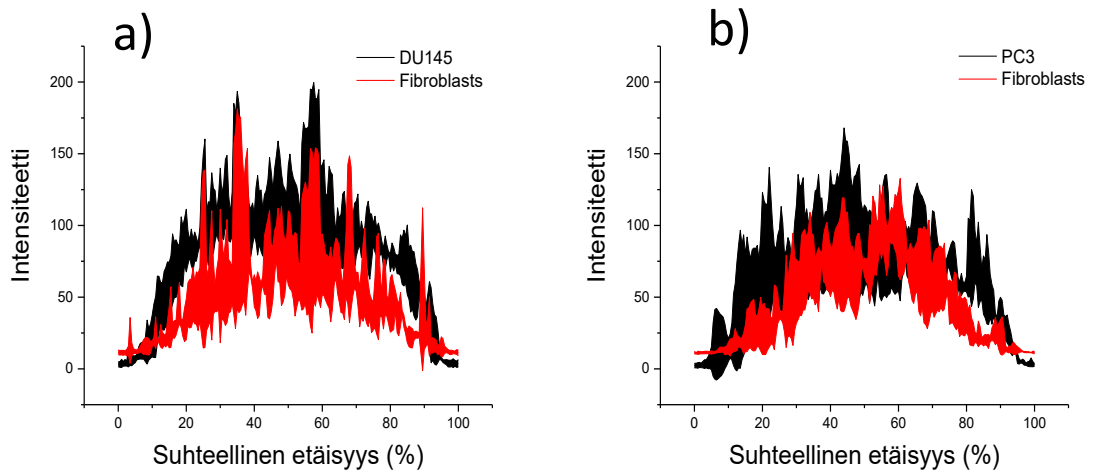 a)
DU145
Fibroblasts
200
150
100
50
0
Intensiteetti
0 20 40 60 80 100
Suhteellinen etäisyys (%)
b)
PC3
Fibroblasts
200
150
100
50
0
Intensiteetti
0 20 40 60 80 100
Suhteellinen etäisyys (%)